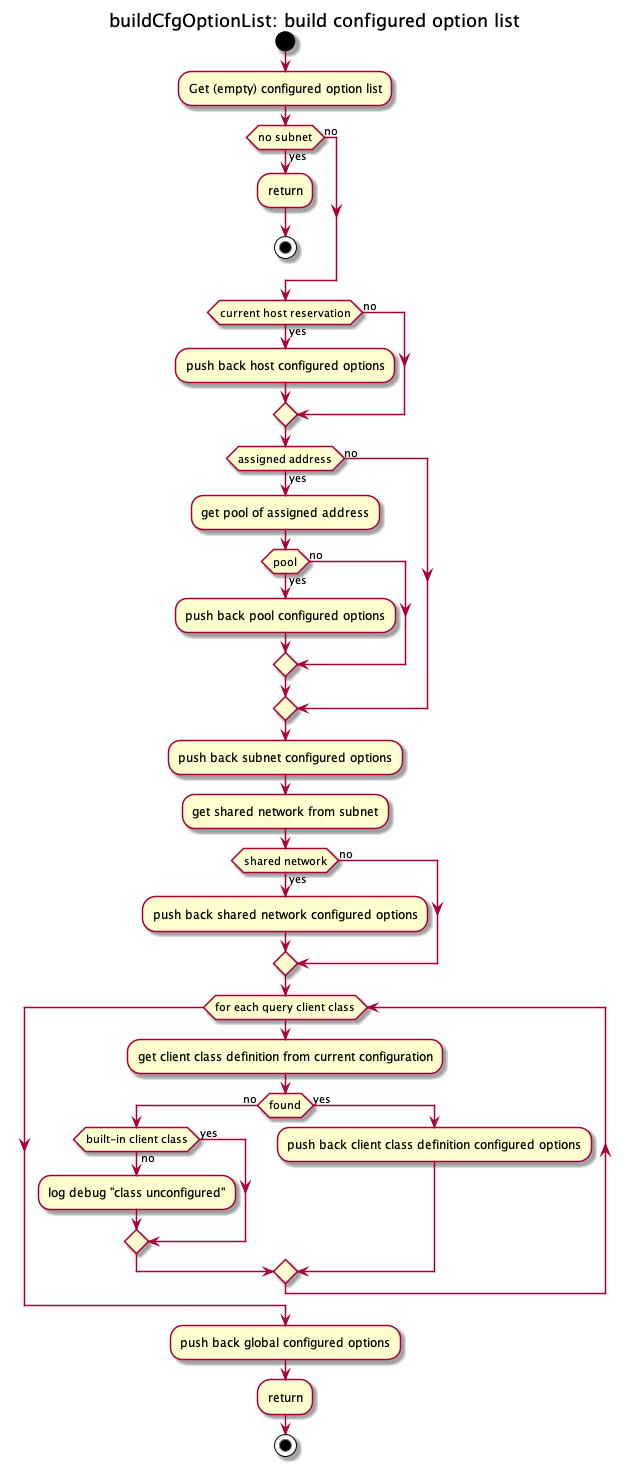 buildCfgOptionList: build configured option list
Get (empty) configured option list
no subnet
no
yes
return
current host reservation
no
yes
push back host configured options
assigned address
no
yes
get pool of assigned address
pool
no
yes
push back pool configured options
push back subnet configured options
get shared network from subnet
shared network
no
yes
push back shared network configured options
for each query client class
get client class definition from current configuration
no
found
yes
built-in client class
yes
no
push back client class definition configured options
log debug "class unconfigured"
push back global configured options
return